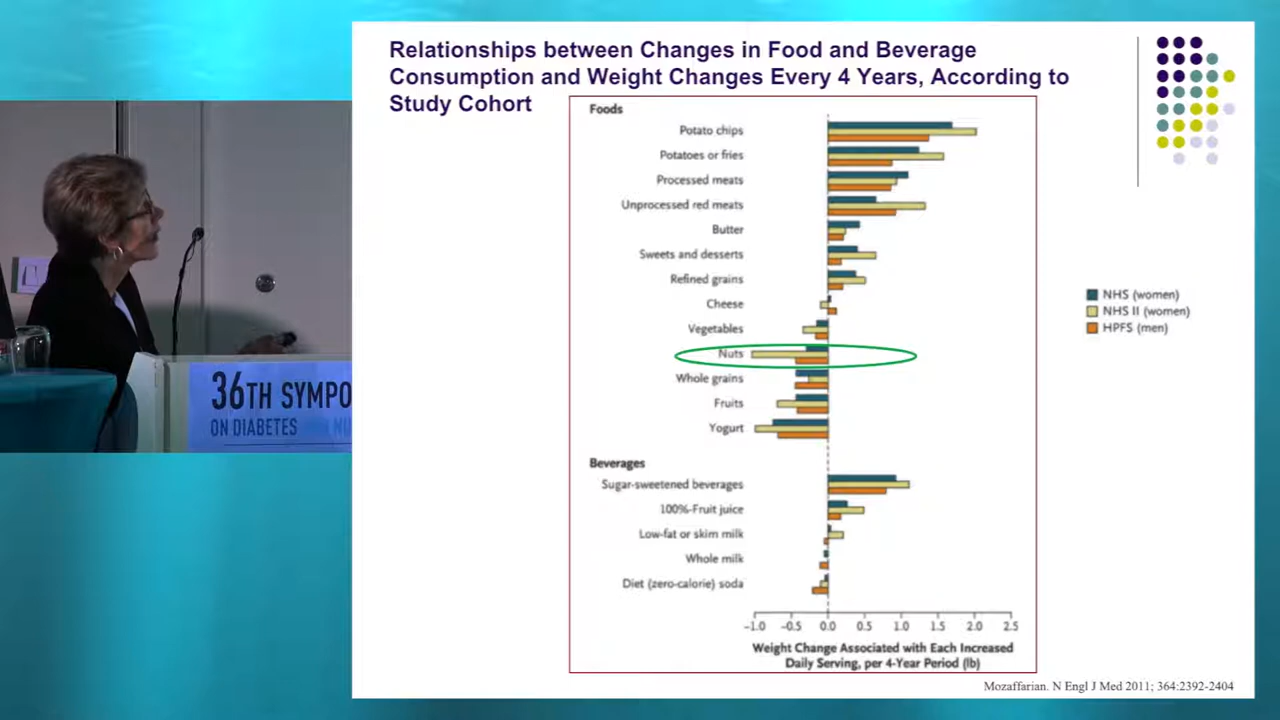 Relationships between Changes in Food and Beverage
Consumption and Weight Changes Every 4 Years, According to
Study Cohort
Foods
Potato chips
Potatoes or fries
Processed meats
Unprocessed red meats
Butter
Sweets and desserts
Refined grains
Cheese
Vegetables
Nuts
Whole grains
Fruits
Yogurt
Beverages
Sugar-sweetened beverages
100%-Fruit juice
Low-fat or skim milk
Whole milk
Diet (zero-calorie) soda
-1.0 -0.5 0.0 0.5 1.0 1.5 2.0 2.5
Weight Change Associated with Each Increased
Daily Serving, per 4-Year Period (lb)
NHS (women)
NHS II (women)
HPFS (men)
Mozaffarian. N Engl J Med 2011; 364:2392-2404
36TH SYMPO
ON DIABETES